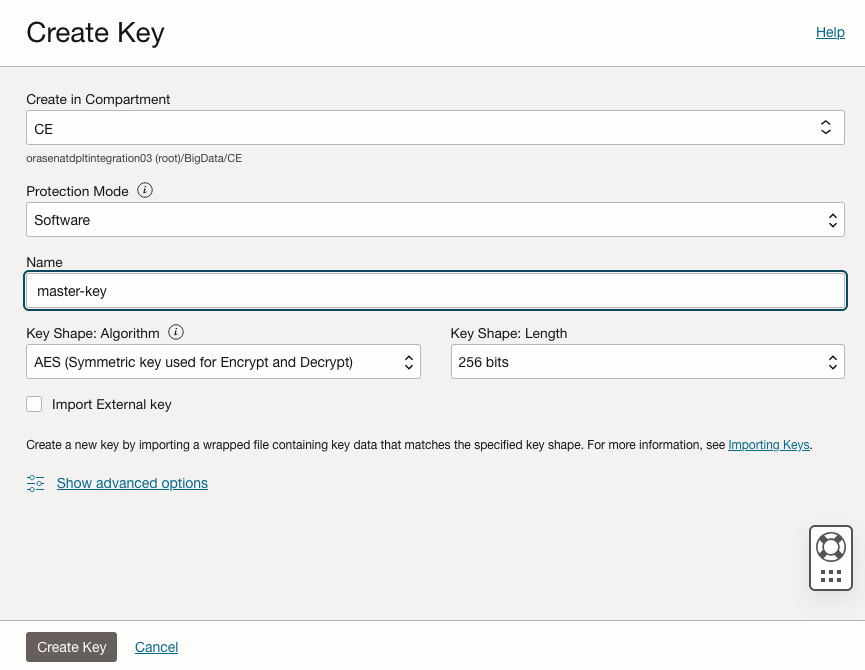 Create Key
Help
Create in Compartment
CE
orasenatdpltintegration03 (root)/BigData/CE
Protection Mode i
Software
Name
master-key
Key Shape: Algorithm i
Key Shape: Length
AES (Symmetric key used for Encrypt and Decrypt)
256 bits
Import External key
Create a new key by importing a wrapped file containing key data that matches the specified key shape. For more information, see Importing Keys.
Show advanced options
Create Key
Cancel